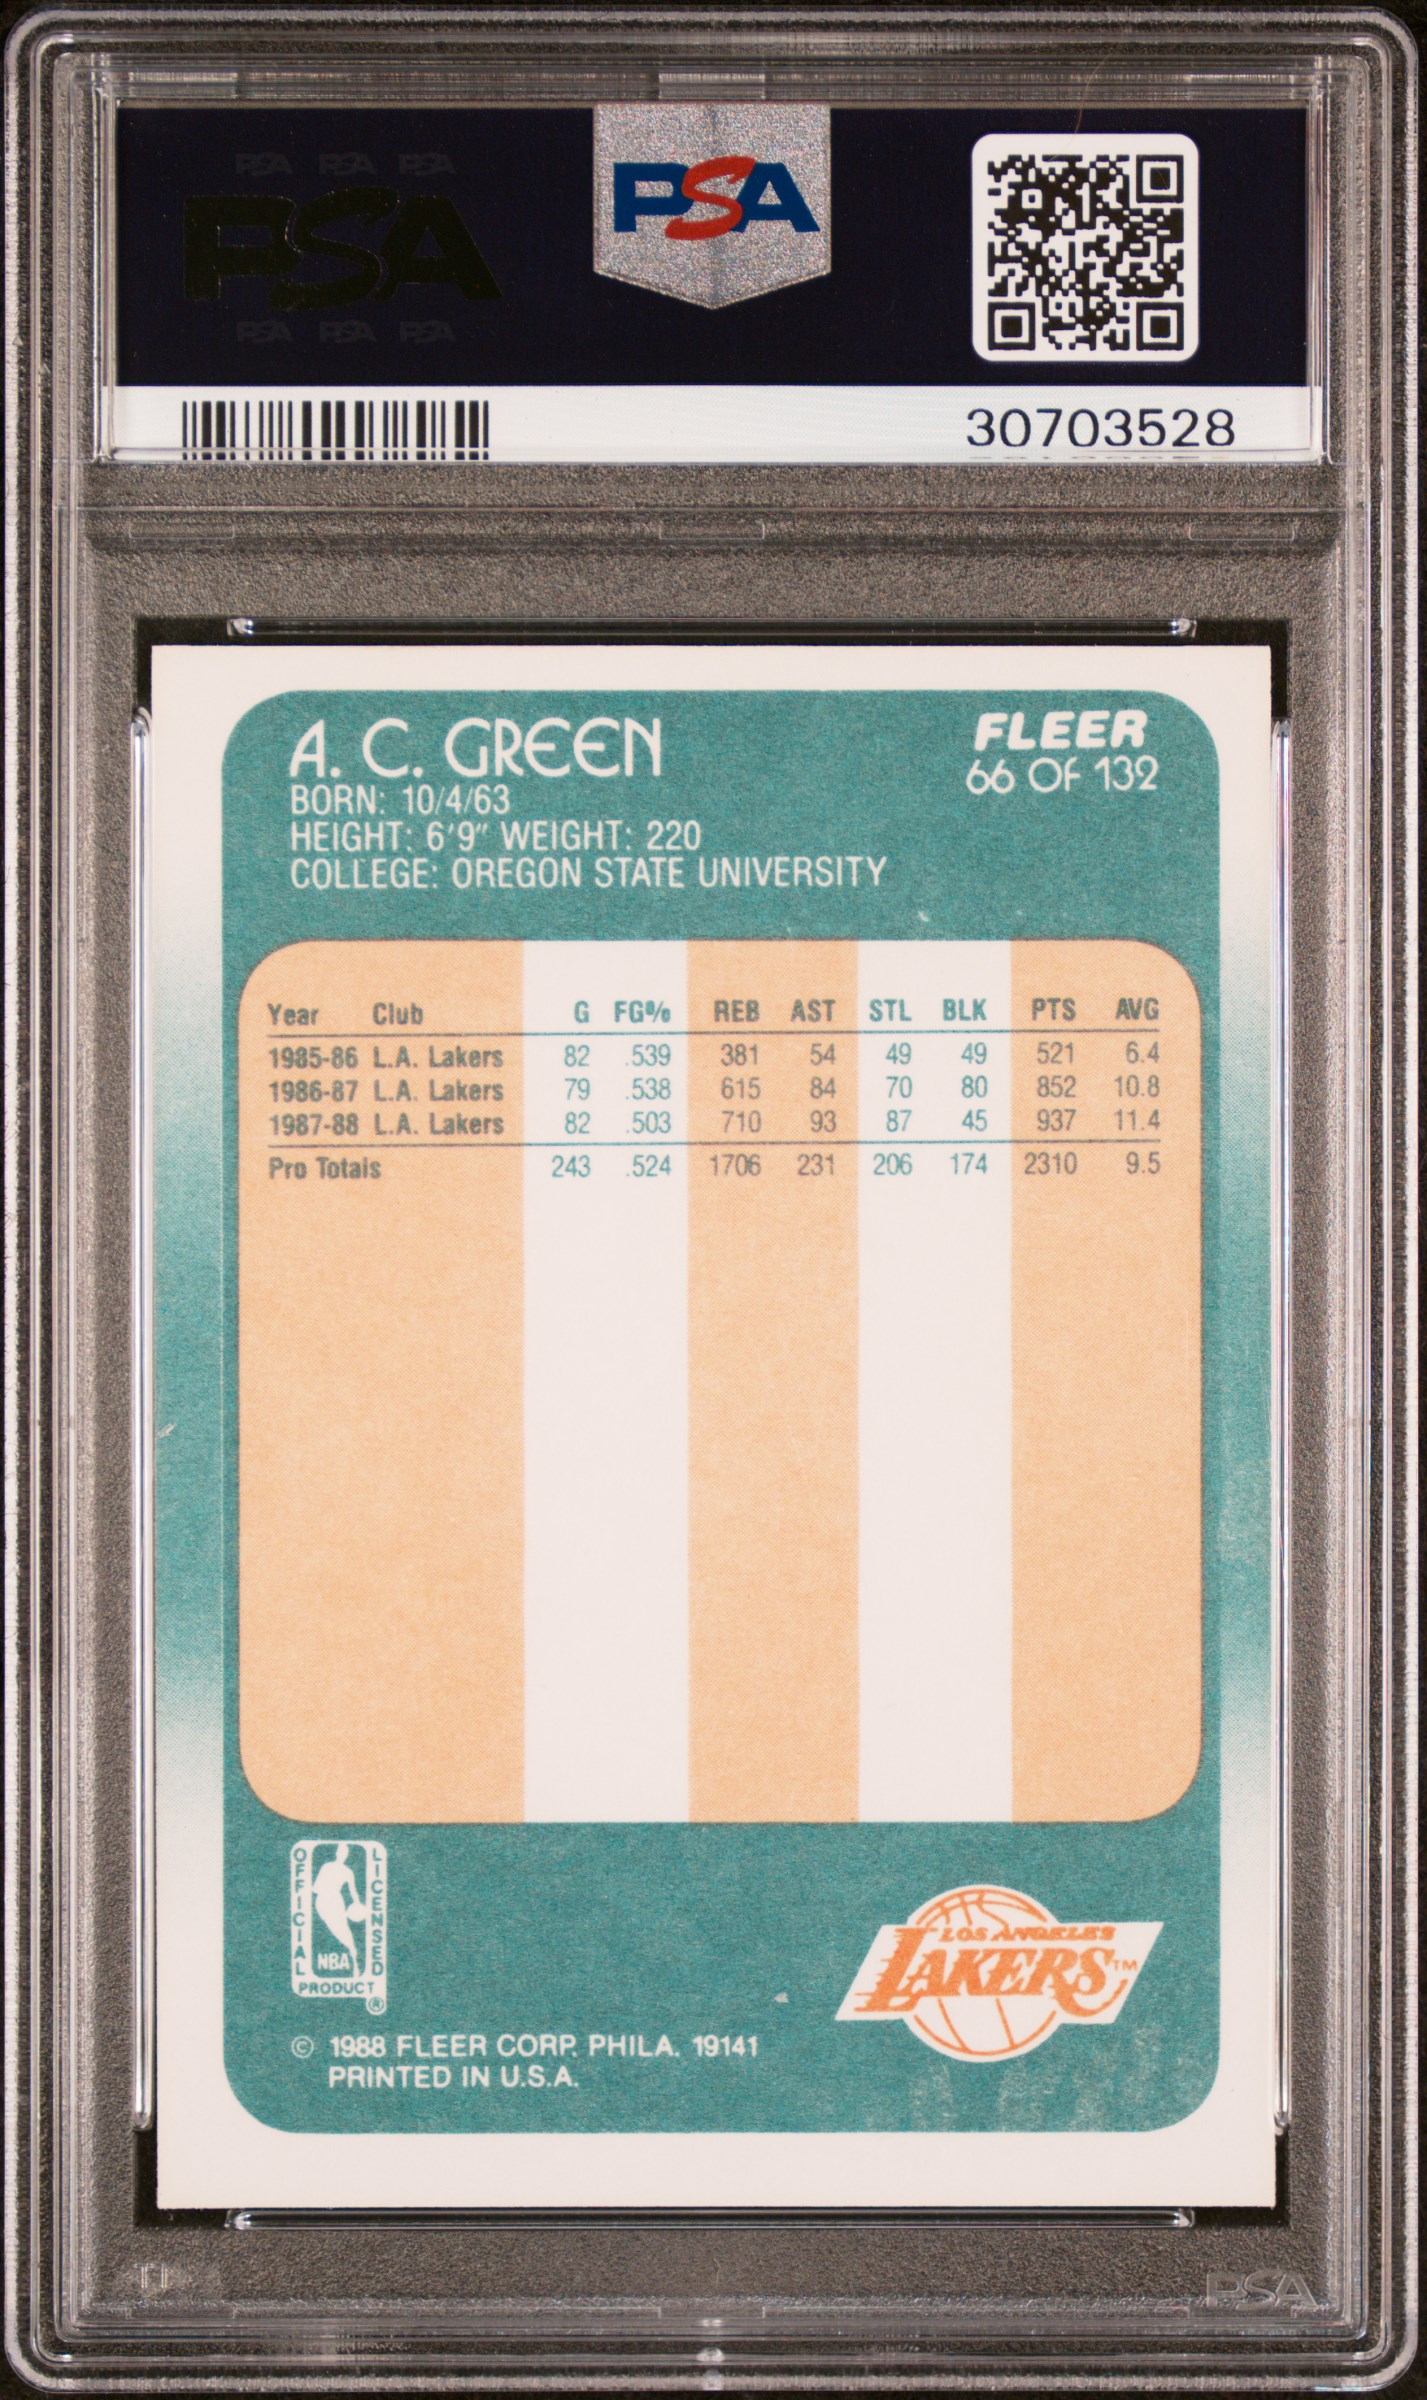 PSA PSA PSA
PSA
PSA PSA PSA
PSA
30703528
A. C. GREEN
BORN: 10/4/63
HEIGHT: 6'9" WEIGHT: 220
COLLEGE: OREGON STATE UNIVERSITY
FLEER
66 OF 132
Year Club G FG% REB AST STL BLK PTS AVG
1985-86 L.A. Lakers 82 .539 381 54 49 49 521 6.4
1986-87 L.A. Lakers 79 .538 615 84 70 80 852 10.8
1987-88 L.A. Lakers 82 .503 710 93 87 45 937 11.4
Pro Totals 243 .524 1706 231 206 174 2310 9.5
OFFICIAL
LICENSED
NBA
PRODUCT
®
LOS ANGELES
LAKERS™
© 1988 FLEER CORP. PHILA. 19141
PRINTED IN U.S.A.
PSA